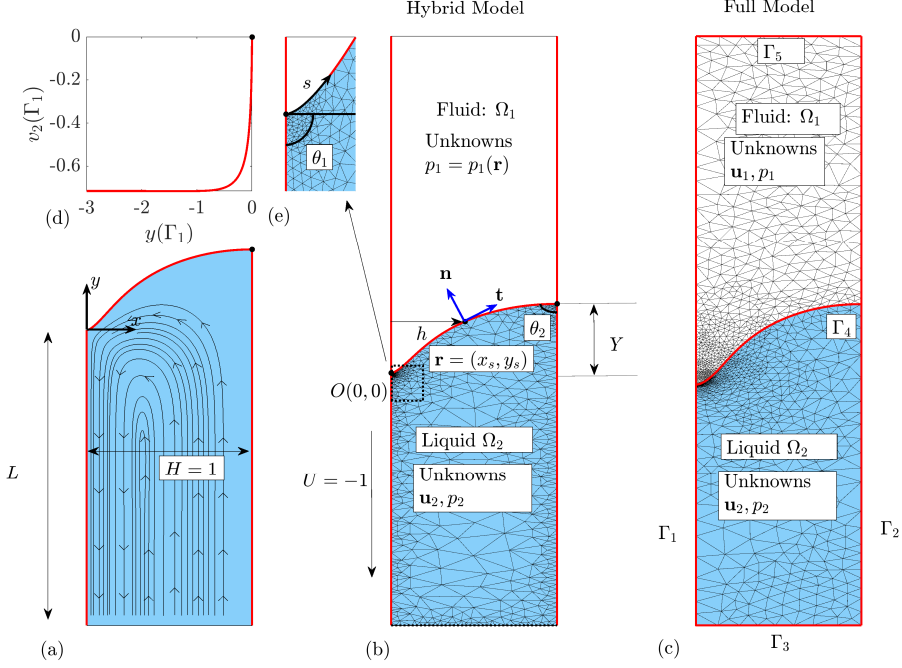 Hybrid Model
Full Model
0
-0.2
-0.4
-0.6
v₂(Γ₁)
-3
-2
-1
0
y(Γ₁)
(d)
s
θ₁
(e)
y
x
L
H = 1
(a)
Fluid: Ω₁
Unknowns
p₁ = p₁(r)
n
t
h
θ₂
Y
r = (xₛ, yₛ)
O(0, 0)
Liquid Ω₂
U = −1
Unknowns
u₂, p₂
(b)
Γ₅
Fluid: Ω₁
Unknowns
u₁, p₁
Γ₄
Liquid Ω₂
Unknowns
u₂, p₂
Γ₁
Γ₂
Γ₃
(c)